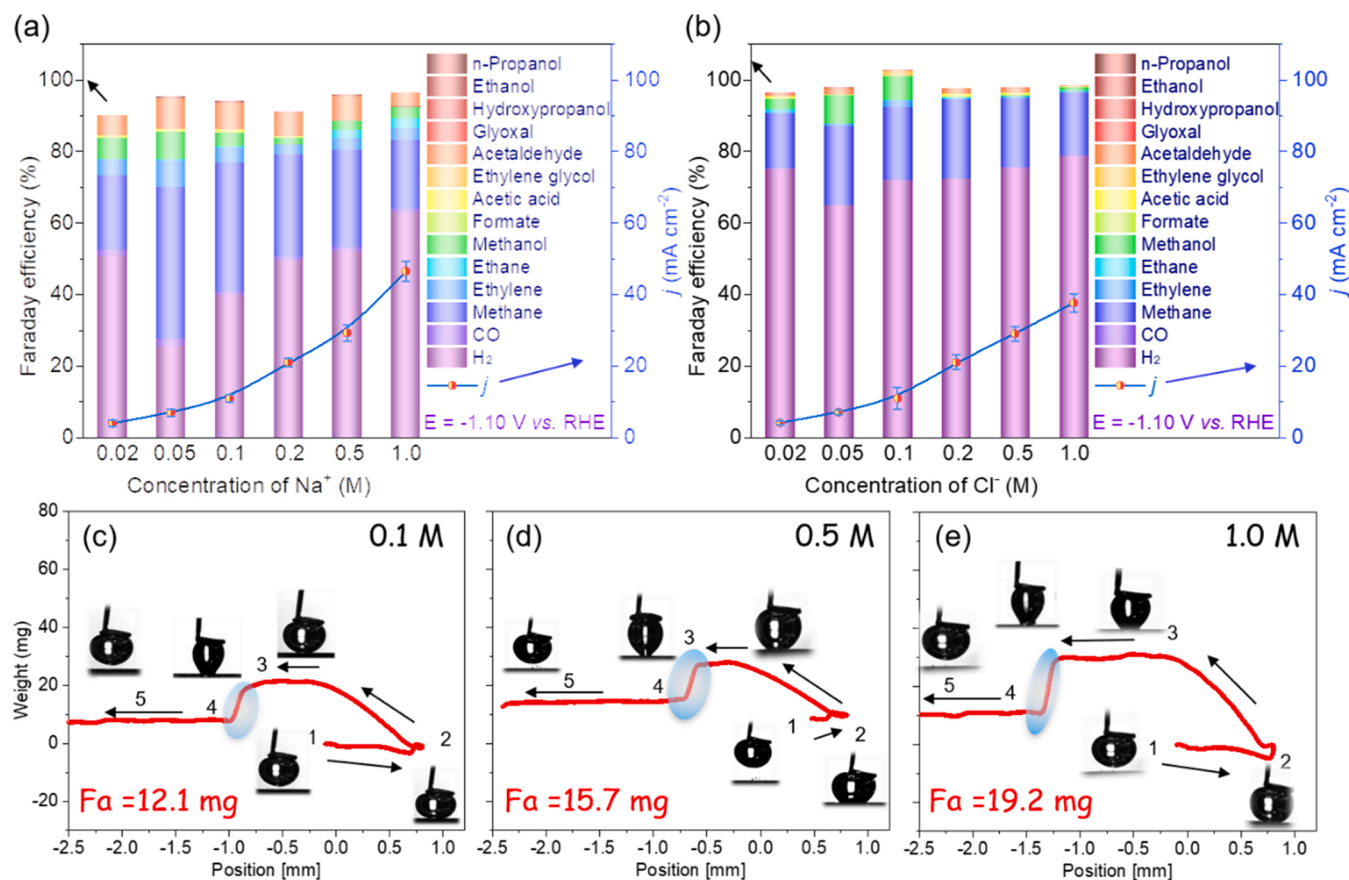 (a)
Faraday efficiency (%)
100
80
60
40
20
0
n-Propanol
Ethanol
Hydroxypropanol
Glyoxal
Acetaldehyde
Ethylene glycol
Acetic acid
Formate
Methanol
Ethane
Ethylene
Methane
CO
H₂
j
E = -1.10 V vs. RHE
100
80
60
40
20
0
j (mA cm⁻²)
0.02 0.05 0.1 0.2 0.5 1.0
Concentration of Na⁺ (M)
(b)
Faraday efficiency (%)
100
80
60
40
20
0
n-Propanol
Ethanol
Hydroxypropanol
Glyoxal
Acetaldehyde
Ethylene glycol
Acetic acid
Formate
Methanol
Ethane
Ethylene
Methane
CO
H₂
j
E = -1.10 V vs. RHE
100
80
60
40
20
0
j (mA cm⁻²)
0.02 0.05 0.1 0.2 0.5 1.0
Concentration of Cl⁻ (M)
Weight (mg)
80
60
40
20
0
-20
(c) 0.1 M
3
5 4
1 2
Fa =12.1 mg
-2.5 -2.0 -1.5 -1.0 -0.5 0.0 0.5 1.0
Position [mm]
(d) 0.5 M
3
5 4
1 2
Fa =15.7 mg
-2.5 -2.0 -1.5 -1.0 -0.5 0.0 0.5 1.0
Position [mm]
(e) 1.0 M
3
5 4
1 2
Fa =19.2 mg
-2.5 -2.0 -1.5 -1.0 -0.5 0.0 0.5 1.0
Position [mm]